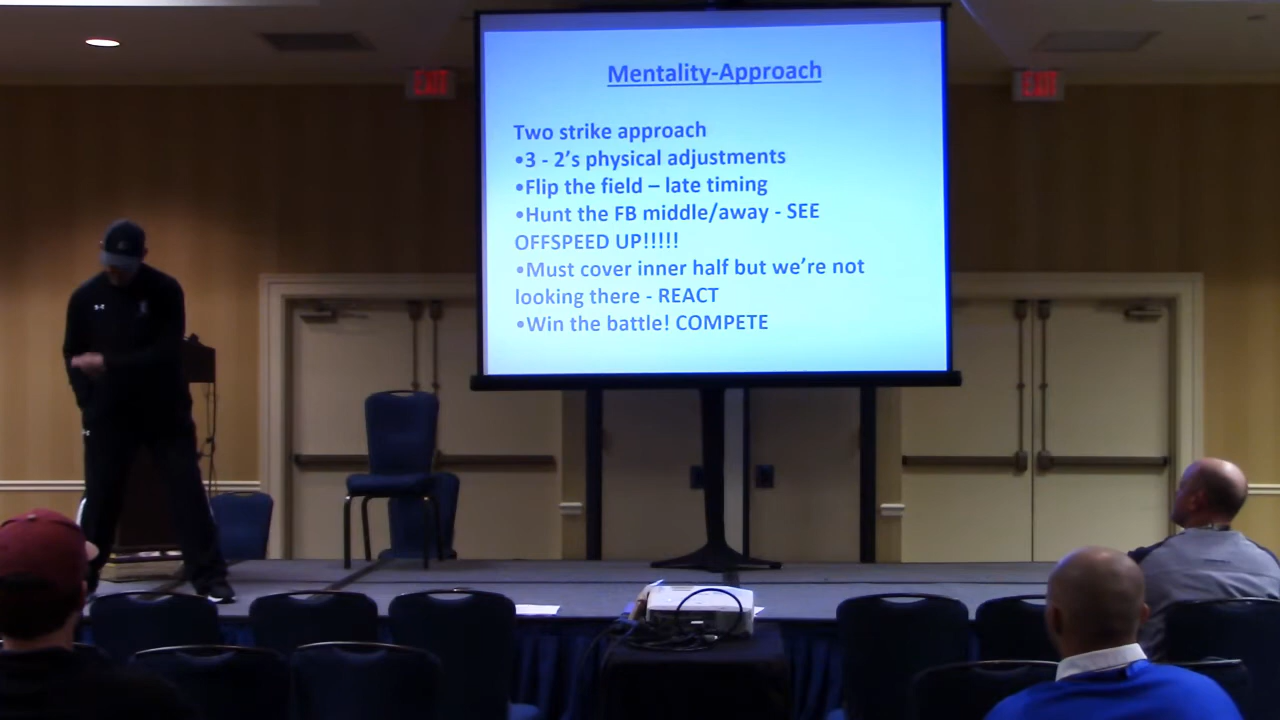 EXIT
EXIT
Mentality-Approach
Two strike approach
•3 - 2's physical adjustments
•Flip the field – late timing
•Hunt the FB middle/away - SEE
OFFSPEED UP!!!!!
•Must cover inner half but we're not
looking there - REACT
•Win the battle! COMPETE